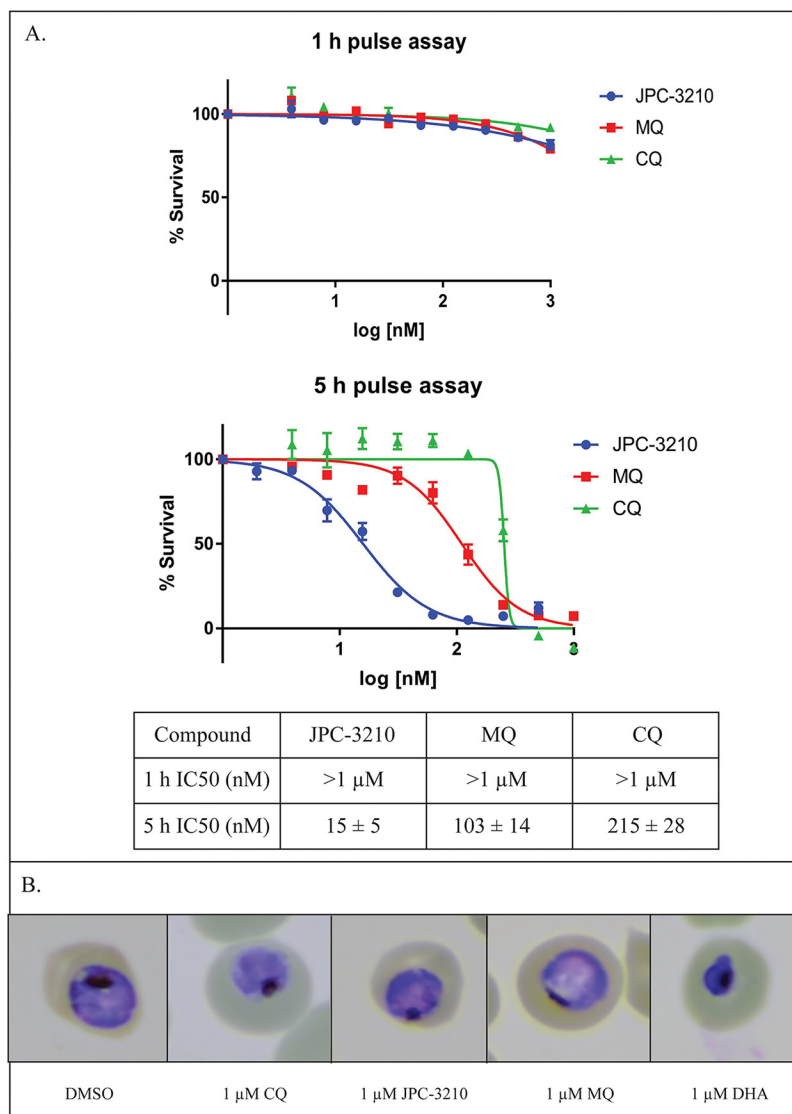 A.
1 h pulse assay
100
50
0
% Survival
1
2
3
log [nM]
JPC-3210
MQ
CQ
5 h pulse assay
100
50
0
% Survival
1
2
3
log [nM]
JPC-3210
MQ
CQ
Compound JPC-3210 MQ CQ
1 h IC50 (nM) >1 µM >1 µM >1 µM
5 h IC50 (nM) 15 ± 5 103 ± 14 215 ± 28
B.
DMSO 1 µM CQ 1 µM JPC-3210 1 µM MQ 1 µM DHA